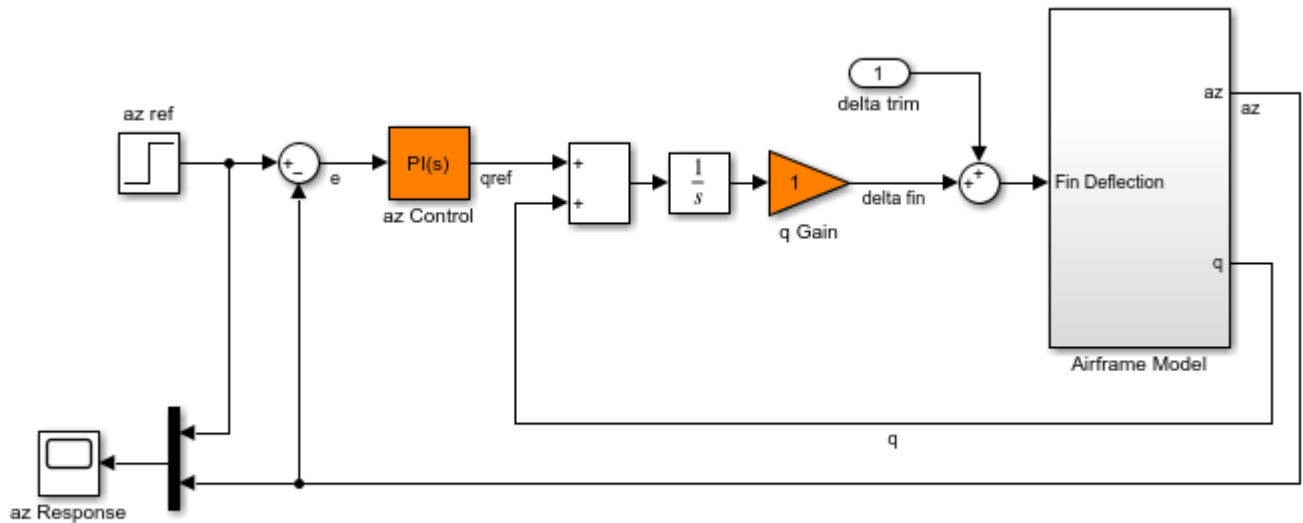 az ref
+
−
e
PI(s)
az Control
qref
+
+
1
s
1
q Gain
delta fin
1
delta trim
+
+
Fin Deflection
az
q
Airframe Model
az
q
az Response